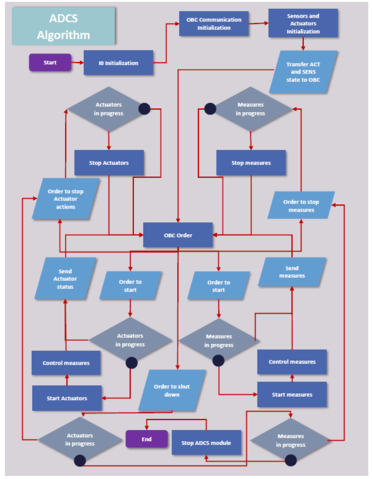 ADCS
Algorithm
OBC Communication
Initialization
Sensors and
Actuators
Initialization
Start
I0 Initialization
Transfer ACT
and SENS
state to OBC
Actuators
in progress
Measures
in progress
Stop Actuators
Stop measures
Order to stop
Actuator
actions
Order to stop
measures
OBC Order
Send
Actuator
status
Order to
start
Order to
start
Send
measures
Actuators
in progress
Measures
in progress
Control measures
Control measures
Order to shut
down
Start Actuators
Start measures
Actuators
in progress
End
Stop ADCS module
Measures
in progress